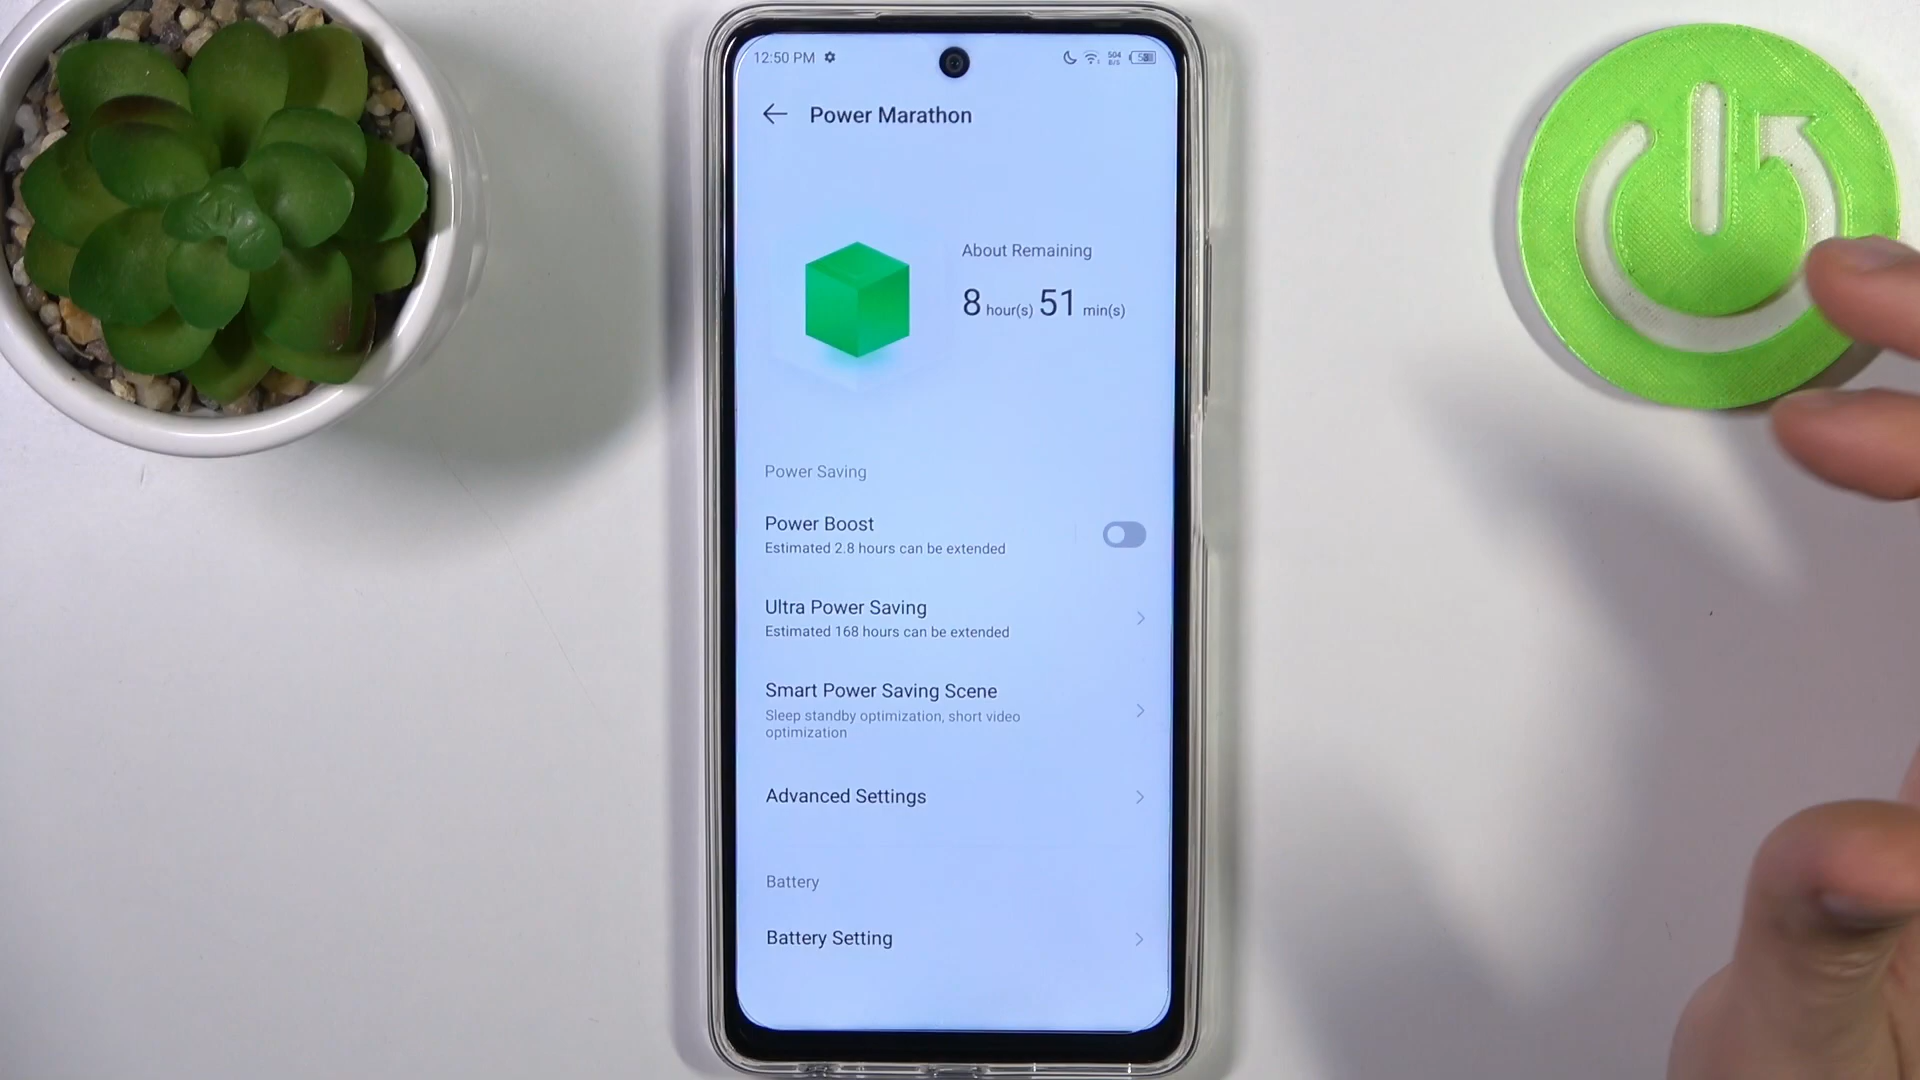 12:50 PM
504
B/S
Power Marathon
About Remaining
8 hour(s) 51 min(s)
Power Saving
Power Boost
Estimated 2.8 hours can be extended
Ultra Power Saving
Estimated 168 hours can be extended
Smart Power Saving Scene
Sleep standby optimization, short video
optimization
Advanced Settings
Battery
Battery Setting